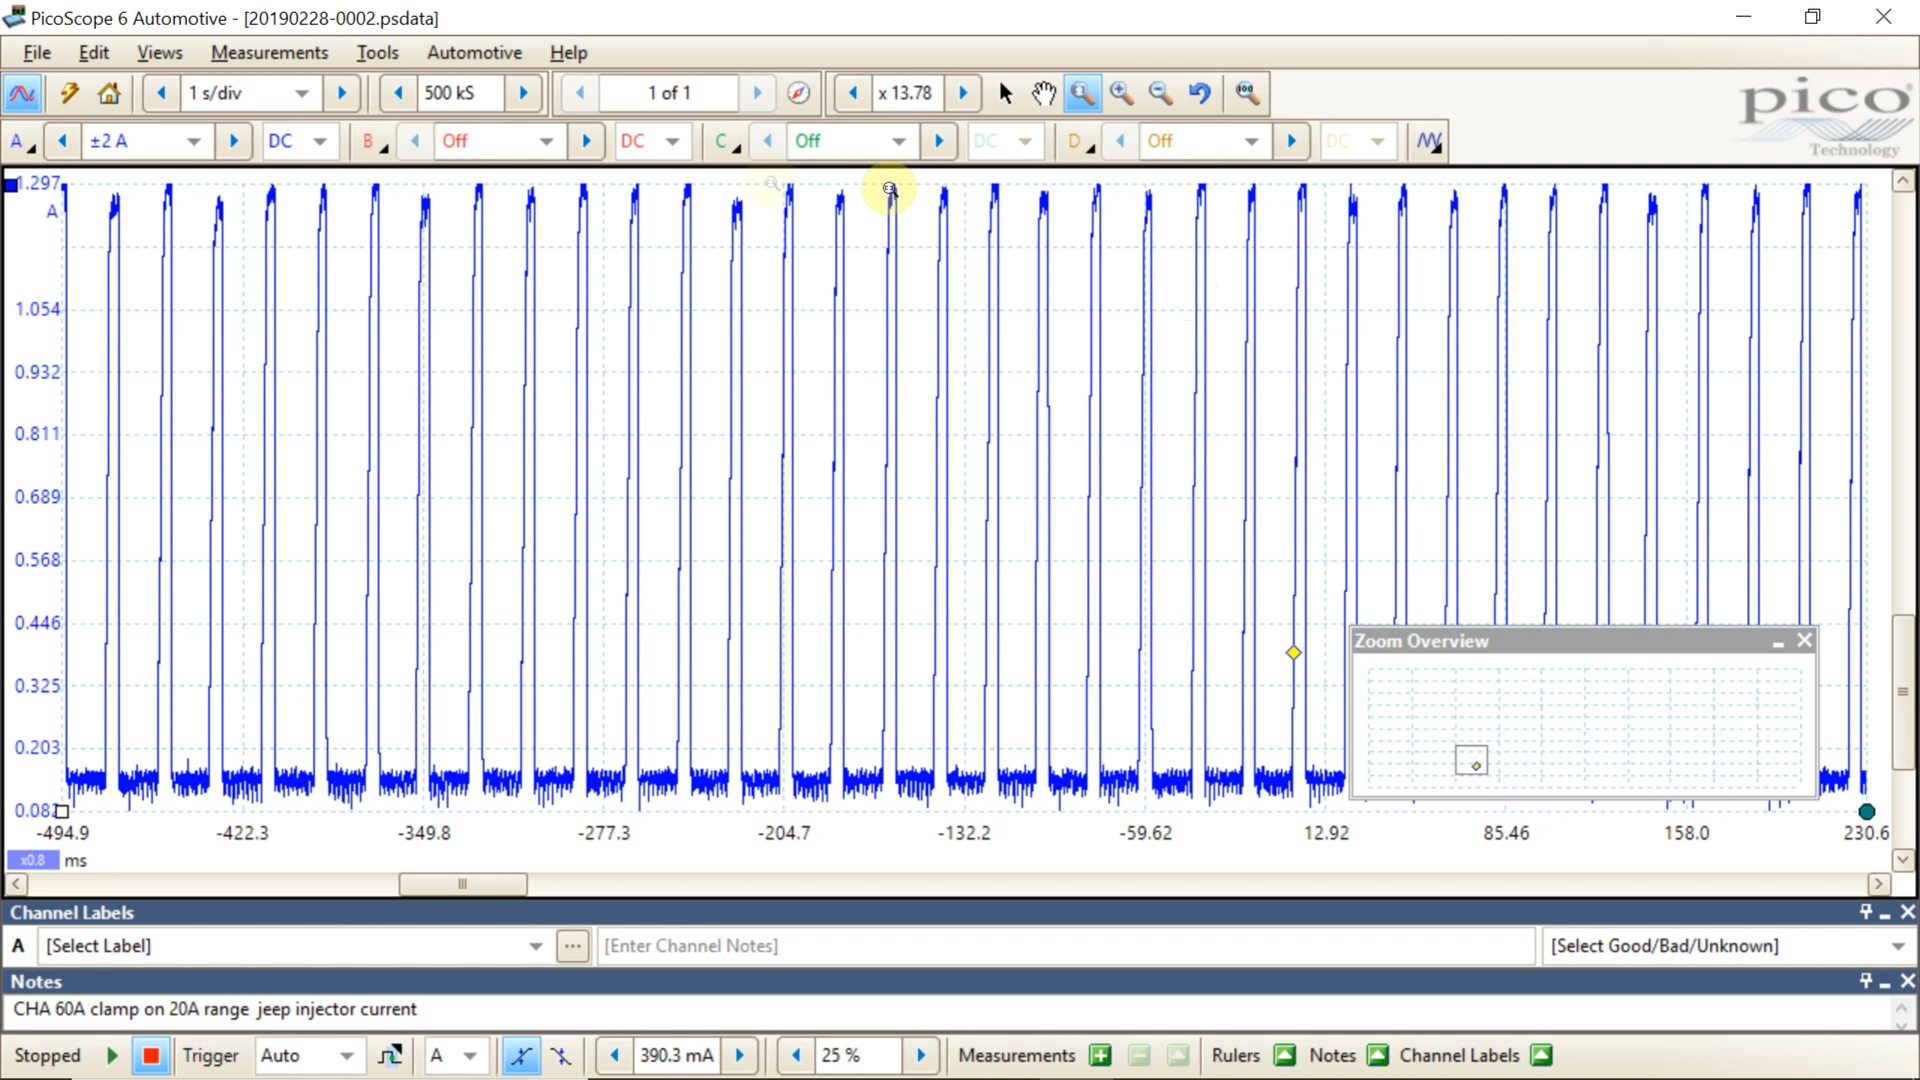 PicoScope 6 Automotive - [20190228-0002.psdata]
File Edit Views Measurements Tools Automotive Help
1 s/div 500 kS 1 of 1 x 13.78
pico
Technology
A ±2 A DC B Off DC C Off DC D Off DC
1.297
A
1.054
0.932
0.811
0.689
0.568
0.446
0.325
0.203
Zoom Overview
-494.9 -422.3 -349.8 -277.3 -204.7 -132.2 -59.62 12.92 85.46 158.0 230.6
x0.8 ms
Channel Labels
A [Select Label] ... [Enter Channel Notes] [Select Good/Bad/Unknown]
Notes
CHA 60A clamp on 20A range jeep injector current
Stopped Trigger Auto A 390.3 mA 25 % Measurements Rulers Notes Channel Labels